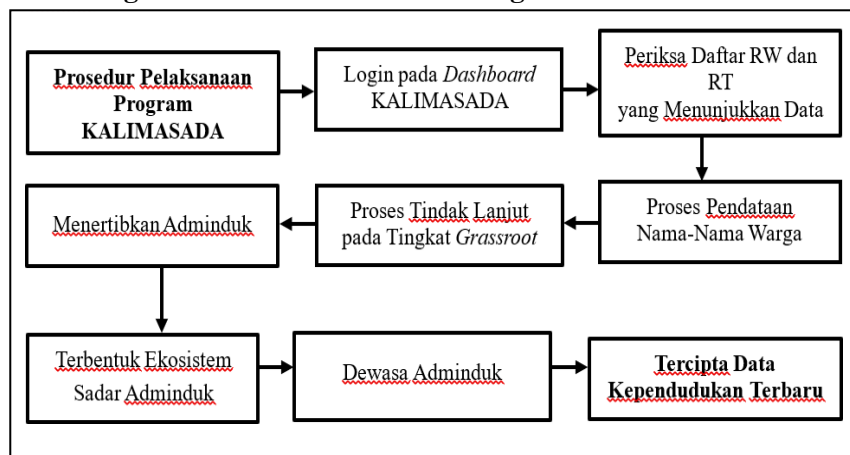 Prosedur Pelaksanaan
Program
KALIMASADA
Login pada Dashboard
KALIMASADA
Periksa Daftar RW dan
RT
yang Menunjukkan Data
Proses Pendataan
Nama-Nama Warga
Proses Tindak Lanjut
pada Tingkat Grassroot
Menertibkan Adminduk
Terbentuk Ekosistem
Sadar Adminduk
Dewasa Adminduk
Tercipta Data
Kependudukan Terbaru